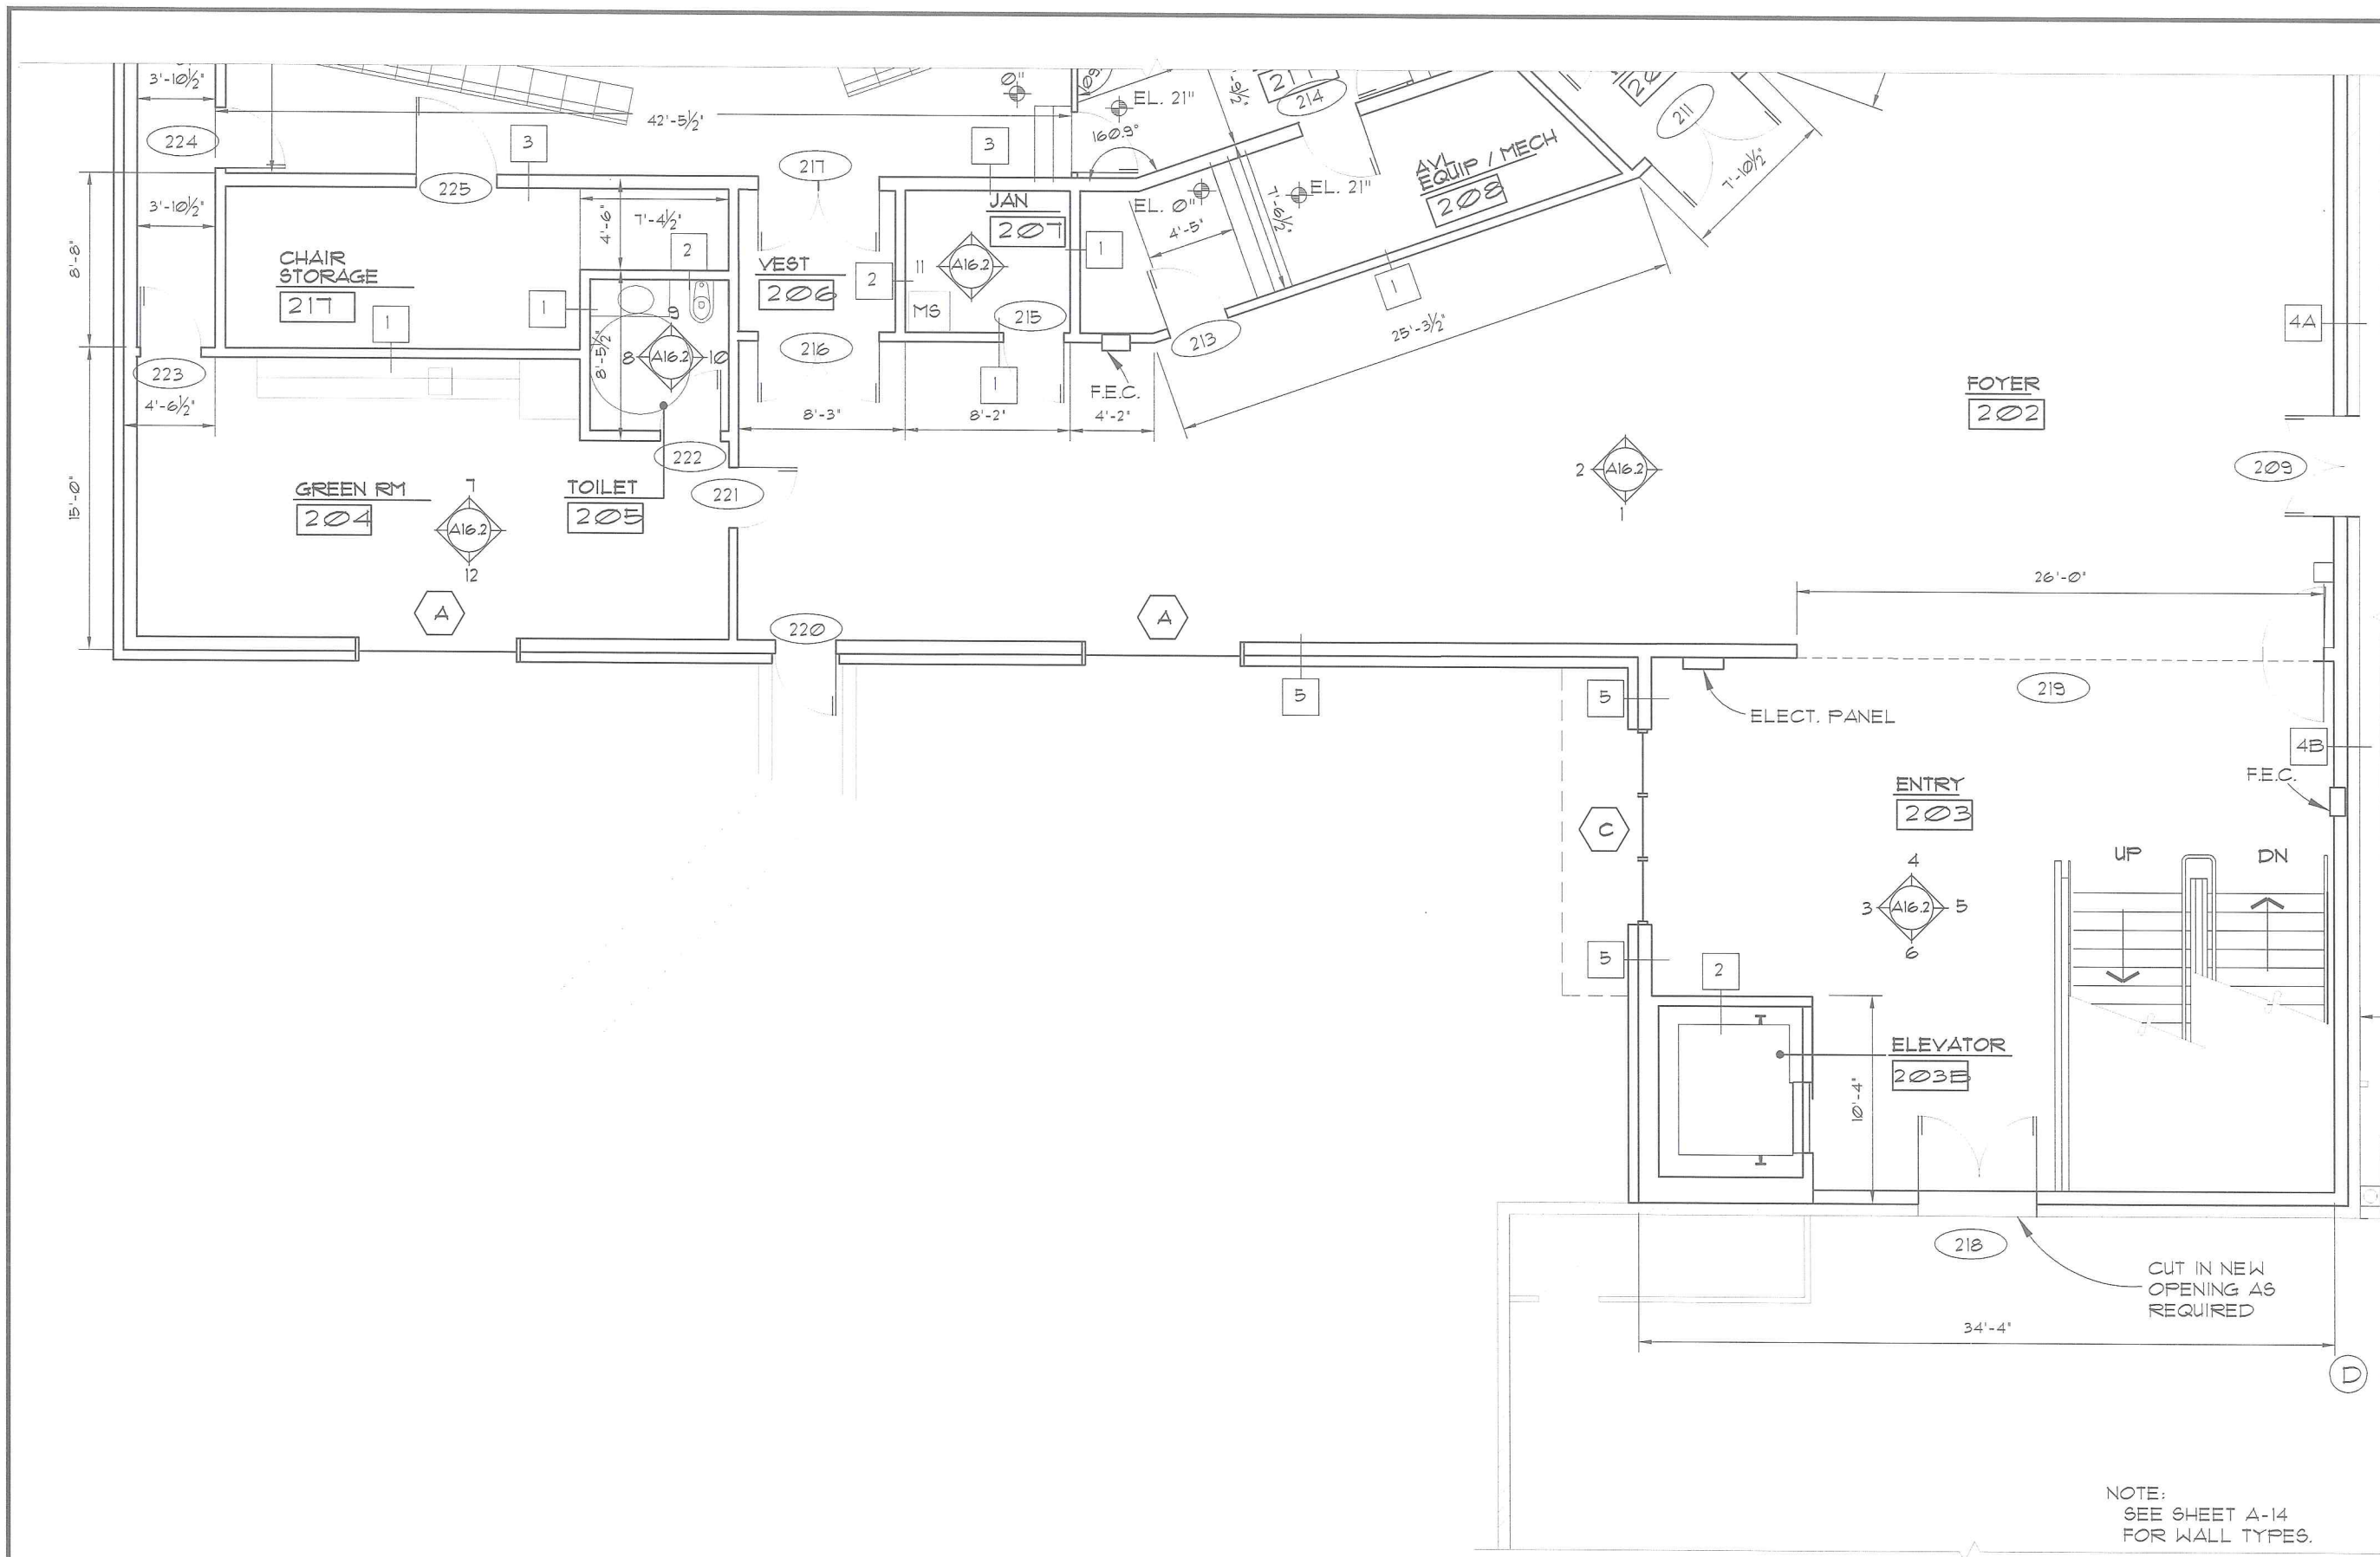 3'-10½"
42'-5½"
0"
EL. 21"
160.9°
211
214
211
224
3
3
217
AV/
EQUIP / MECH
208
7'-10½"
225
3'-10½"
4'-6"
7'-4½"
JAN
207
EL. 0"
EL. 21"
7'-6½"
4'-5"
8'-8"
CHAIR
STORAGE
217
2
VEST
206
2
11
A16.2
1
1
MS
1
1
9
215
25'-3½"
4A
216
213
8'-5½"
8
A16.2
10
223
4'-6½"
1
F.E.C.
8'-3"
8'-2"
4'-2"
FOYER
202
222
2
A16.2
1
209
GREEN RM
204
7
A16.2
12
TOILET
205
221
15'-0"
26'-0"
A
220
A
5
5
219
ELECT. PANEL
4B
F.E.C.
ENTRY
203
C
UP
DN
4
3
A16.2
5
6
5
2
ELEVATOR
203B
10'-4"
218
CUT IN NEW
OPENING AS
REQUIRED
34'-4"
D
NOTE:
SEE SHEET A-14
FOR WALL TYPES.